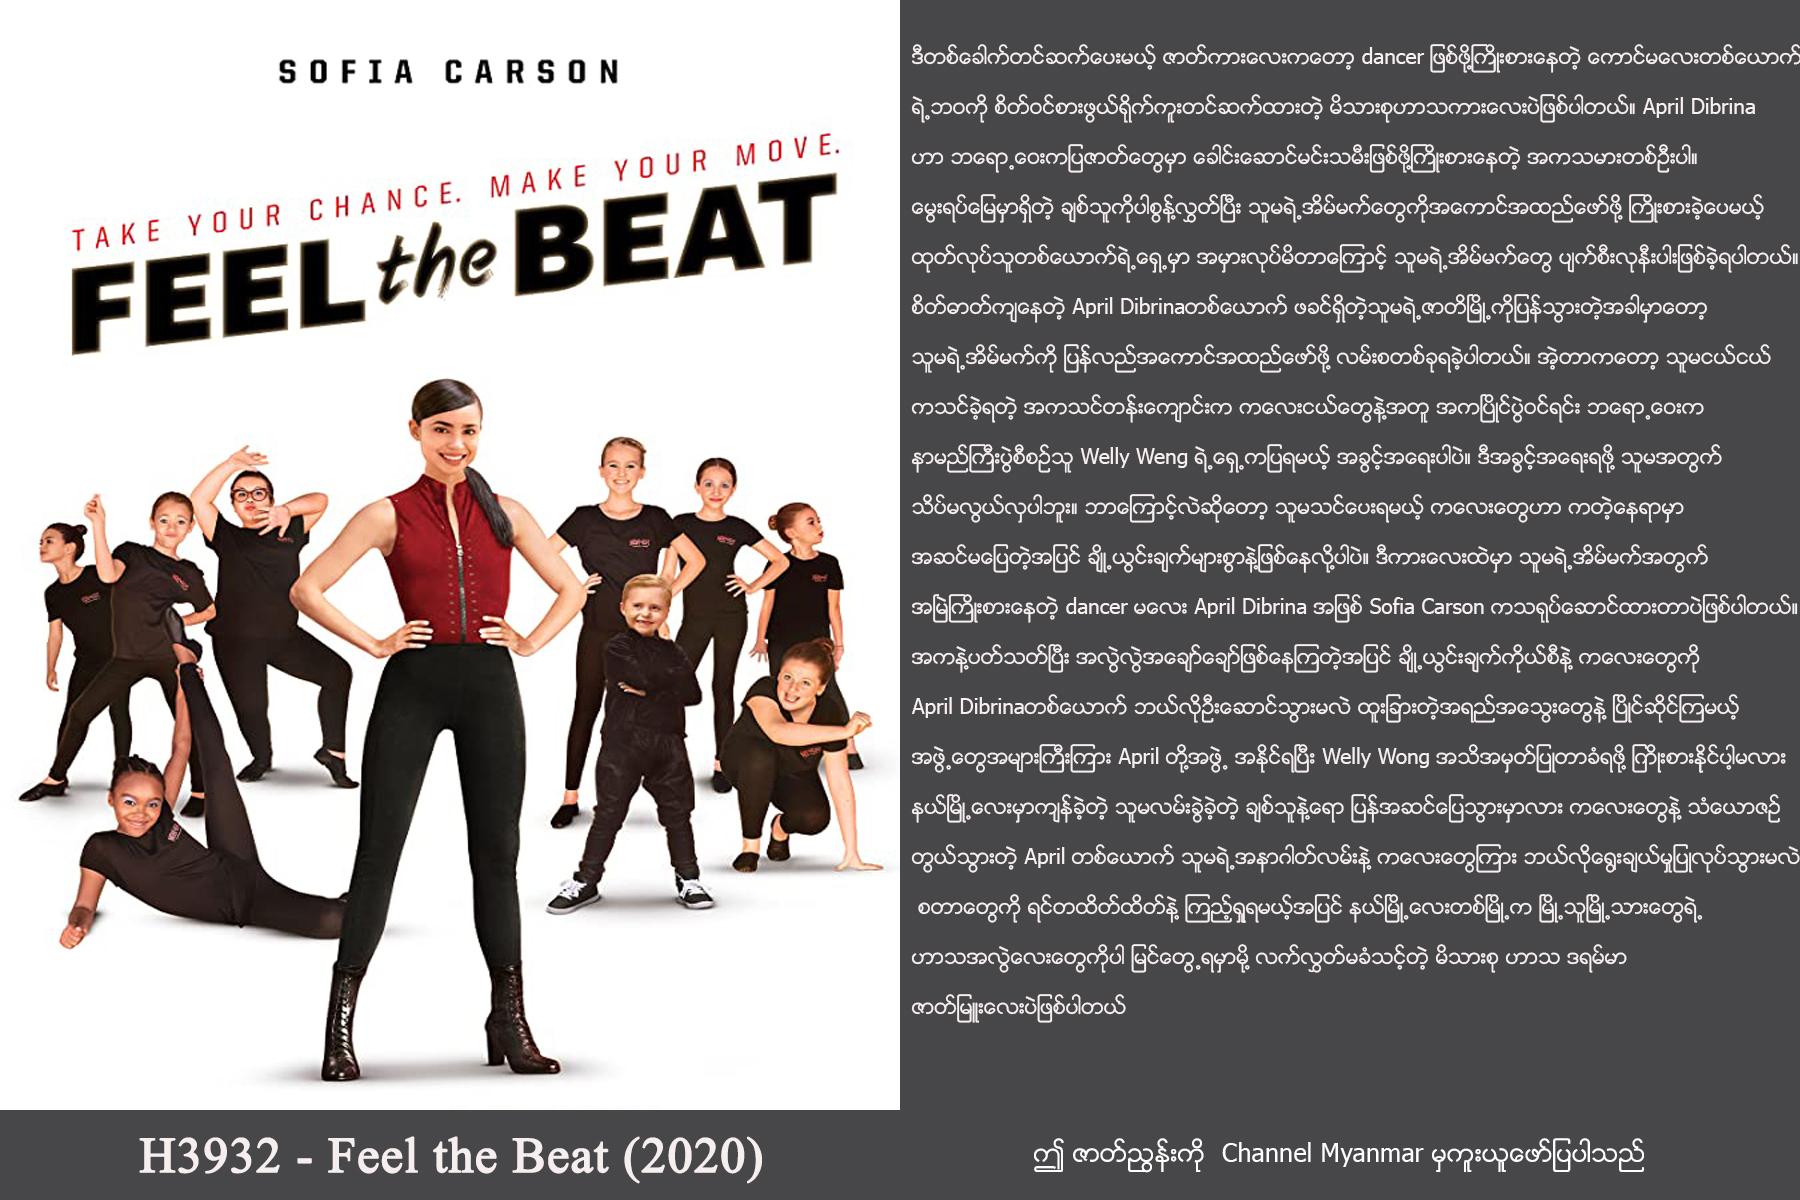 SOFIA CARSON
TAKE YOUR CHANCE. MAKE YOUR MOVE.
FEEL the BEAT
ဒီတစ်ခေါက်တင်ဆက်ပေးမယ့် ဇာတ်ကားလေးကတော့ dancer ဖြစ်ဖို့ကြိုးစားနေတဲ့ ကောင်မလေးတစ်ယောက်
ရဲ့ဘဝကို စိတ်ဝင်စားဖွယ်ရိုက်ကူးတင်ဆက်ထားတဲ့ မိသားစုဟာသကားလေးပဲဖြစ်ပါတယ်။ April Dibrina
ဟာ ဘရော့ဝေးကပြဇာတ်တွေမှာ ခေါင်းဆောင်မင်းသမီးဖြစ်ဖို့ကြိုးစားနေတဲ့ အကသမားတစ်ဦးပါ။
မွေးရပ်မြေမှာရှိတဲ့ ချစ်သူကိုပါစွန့်လွှတ်ပြီး သူမရဲ့အိမ်မက်တွေကိုအကောင်အထည်ဖော်ဖို့ ကြိုးစားခဲ့ပေမယ့်
ထုတ်လုပ်သူတစ်ယောက်ရဲ့ရှေ့မှာ အမှားလုပ်မိတာကြောင့် သူမရဲ့အိမ်မက်တွေ ပျက်စီးလုနီးပါးဖြစ်ခဲ့ရပါတယ်။
စိတ်ဓာတ်ကျနေတဲ့ April Dibrinaတစ်ယောက် ဖခင်ရှိတဲ့သူမရဲ့ဇာတိမြို့ကိုပြန်သွားတဲ့အခါမှာတော့
သူမရဲ့အိမ်မက်ကို ပြန်လည်အကောင်အထည်ဖော်ဖို့ လမ်းစတစ်ခုရခဲ့ပါတယ်။ အဲ့တာကတော့ သူမငယ်ငယ်
ကသင်ခဲ့ရတဲ့ အကသင်တန်းကျောင်းက ကလေးငယ်တွေနဲ့အတူ အကပြိုင်ပွဲဝင်ရင်း ဘရော့ဝေးက
နာမည်ကြီးပွဲစီစဉ်သူ Welly Weng ရဲ့ရှေ့ကပြရမယ့် အခွင့်အရေးပါပဲ။ ဒီအခွင့်အရေးရဖို့ သူမအတွက်
သိပ်မလွယ်လှပါဘူး။ ဘာကြောင့်လဲဆိုတော့ သူမသင်ပေးရမယ့် ကလေးတွေဟာ ကတဲ့နေရာမှာ
အဆင်မပြေတဲ့အပြင် ချို့ယွင်းချက်များစွာနဲ့ဖြစ်နေလို့ပါပဲ။ ဒီကားလေးထဲမှာ သူမရဲ့အိမ်မက်အတွက်
အမြဲကြိုးစားနေတဲ့ dancer မလေး April Dibrina အဖြစ် Sofia Carson ကသရုပ်ဆောင်ထားတာပဲဖြစ်ပါတယ်။
အကနဲ့ပတ်သတ်ပြီး အလွဲလွဲအချော်ချော်ဖြစ်နေကြတဲ့အပြင် ချို့ယွင်းချက်ကိုယ်စီနဲ့ ကလေးတွေကို
April Dibrinaတစ်ယောက် ဘယ်လိုဦးဆောင်သွားမလဲ ထူးခြားတဲ့အရည်အသွေးတွေနဲ့ ပြိုင်ဆိုင်ကြမယ့်
အဖွဲ့တွေအများကြီးကြား April တို့အဖွဲ့ အနိုင်ရပြီး Welly Wong အသိအမှတ်ပြုတာခံရဖို့ ကြိုးစားနိုင်ပါ့မလား
နယ်မြို့လေးမှာကျန်ခဲ့တဲ့ သူမလမ်းခွဲခဲ့တဲ့ ချစ်သူနဲ့ရော ပြန်အဆင်ပြေသွားမှာလား ကလေးတွေနဲ့ သံယောဇဉ်
တွယ်သွားတဲ့ April တစ်ယောက် သူမရဲ့အနာဂါတ်လမ်းနဲ့ ကလေးတွေကြား ဘယ်လိုရွေးချယ်မှုပြုလုပ်သွားမလဲ
စတာတွေကို ရင်တထိတ်ထိတ်နဲ့ ကြည့်ရှုရမယ့်အပြင် နယ်မြို့လေးတစ်မြို့က မြို့သူမြို့သားတွေရဲ့
ဟာသအလွဲလေးတွေကိုပါ မြင်တွေ့ရမှာမို့ လက်လွှတ်မခံသင့်တဲ့ မိသားစု ဟာသ ဒရမ်မာ
ဇာတ်မြူးလေးပဲဖြစ်ပါတယ်
H3932 - Feel the Beat (2020)
ဤ ဇာတ်ညွှန်းကို Channel Myanmar မှကူးယူဖော်ပြပါသည်